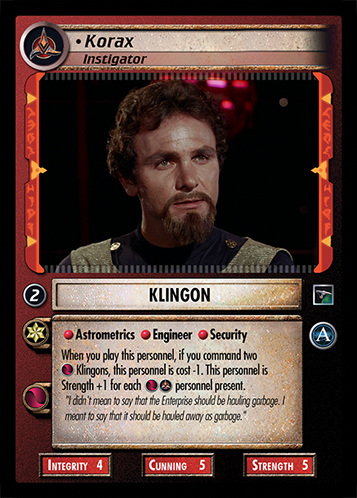 • Korax
Instigator
2
KLINGON
Astrometrics Engineer Security
A
When you play this personnel, if you command two
Klingons, this personnel is cost -1. This personnel is
Strength +1 for each personnel present.
"I didn't mean to say that the Enterprise should be hauling garbage. I
meant to say that it should be hauled away as garbage."
INTEGRITY 4 CUNNING 5 STRENGTH 5